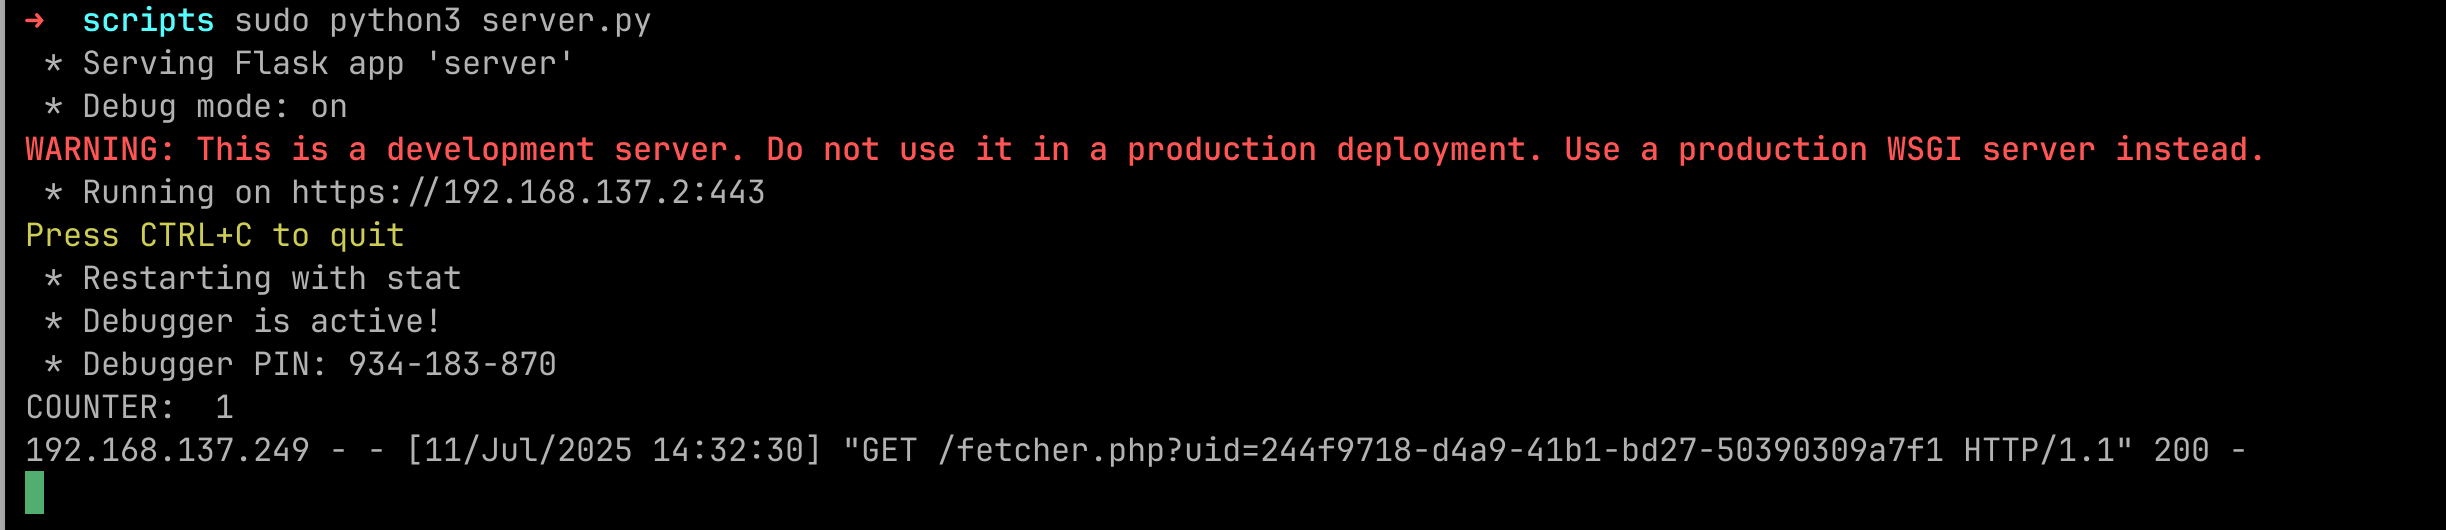 →  scripts sudo python3 server.py
 * Serving Flask app 'server'
 * Debug mode: on
WARNING: This is a development server. Do not use it in a production deployment. Use a production WSGI server instead.
 * Running on https://192.168.137.2:443
Press CTRL+C to quit
 * Restarting with stat
 * Debugger is active!
 * Debugger PIN: 934-183-870
COUNTER:  1
192.168.137.249 - - [11/Jul/2025 14:32:30] "GET /fetcher.php?uid=244f9718-d4a9-41b1-bd27-50390309a7f1 HTTP/1.1" 200 -